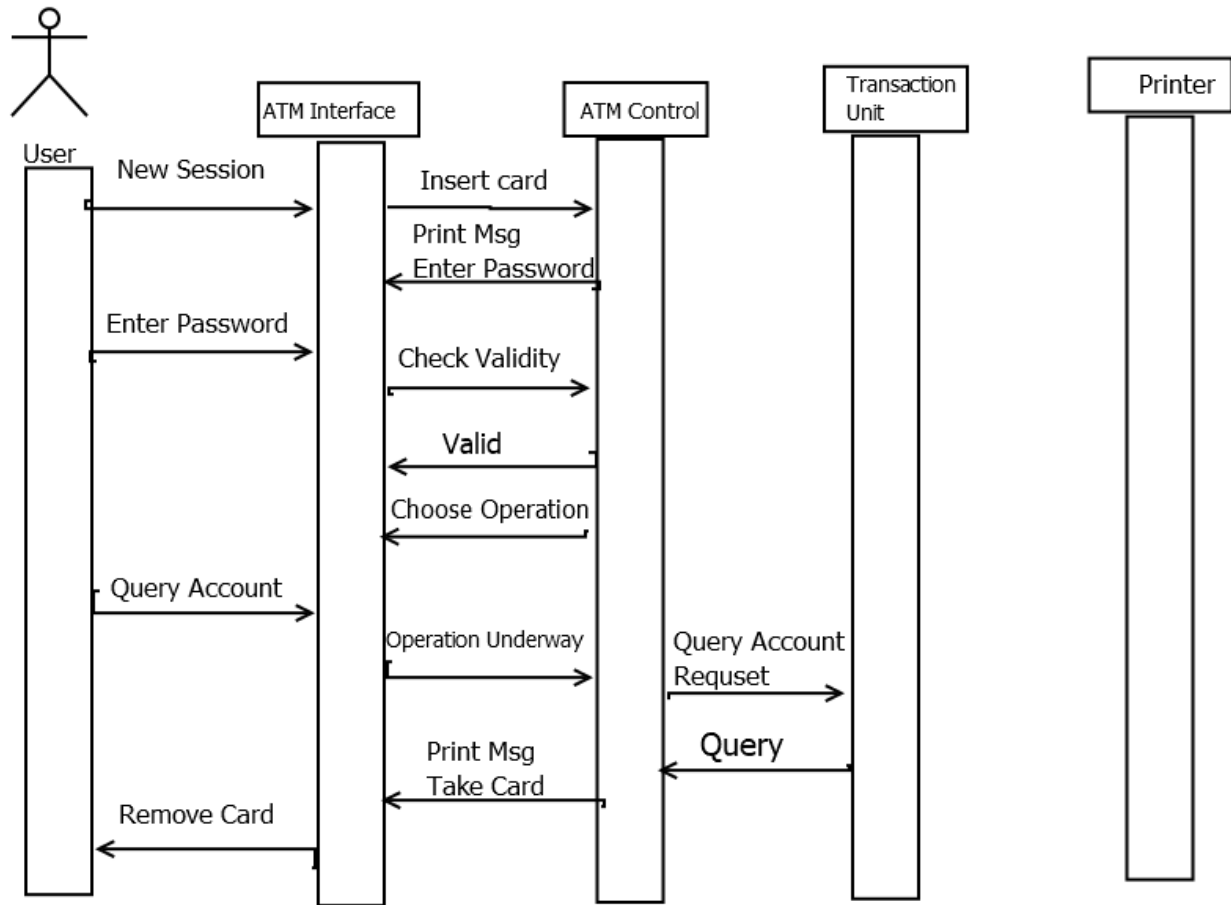 Transaction
Unit
Printer
ATM Interface
ATM Control
User
New Session
Insert card
Print Msg
Enter Password
Enter Password
Check Validity
Valid
Choose Operation
Query Account
Operation Underway
Query Account
Requset
Query
Print Msg
Take Card
Remove Card